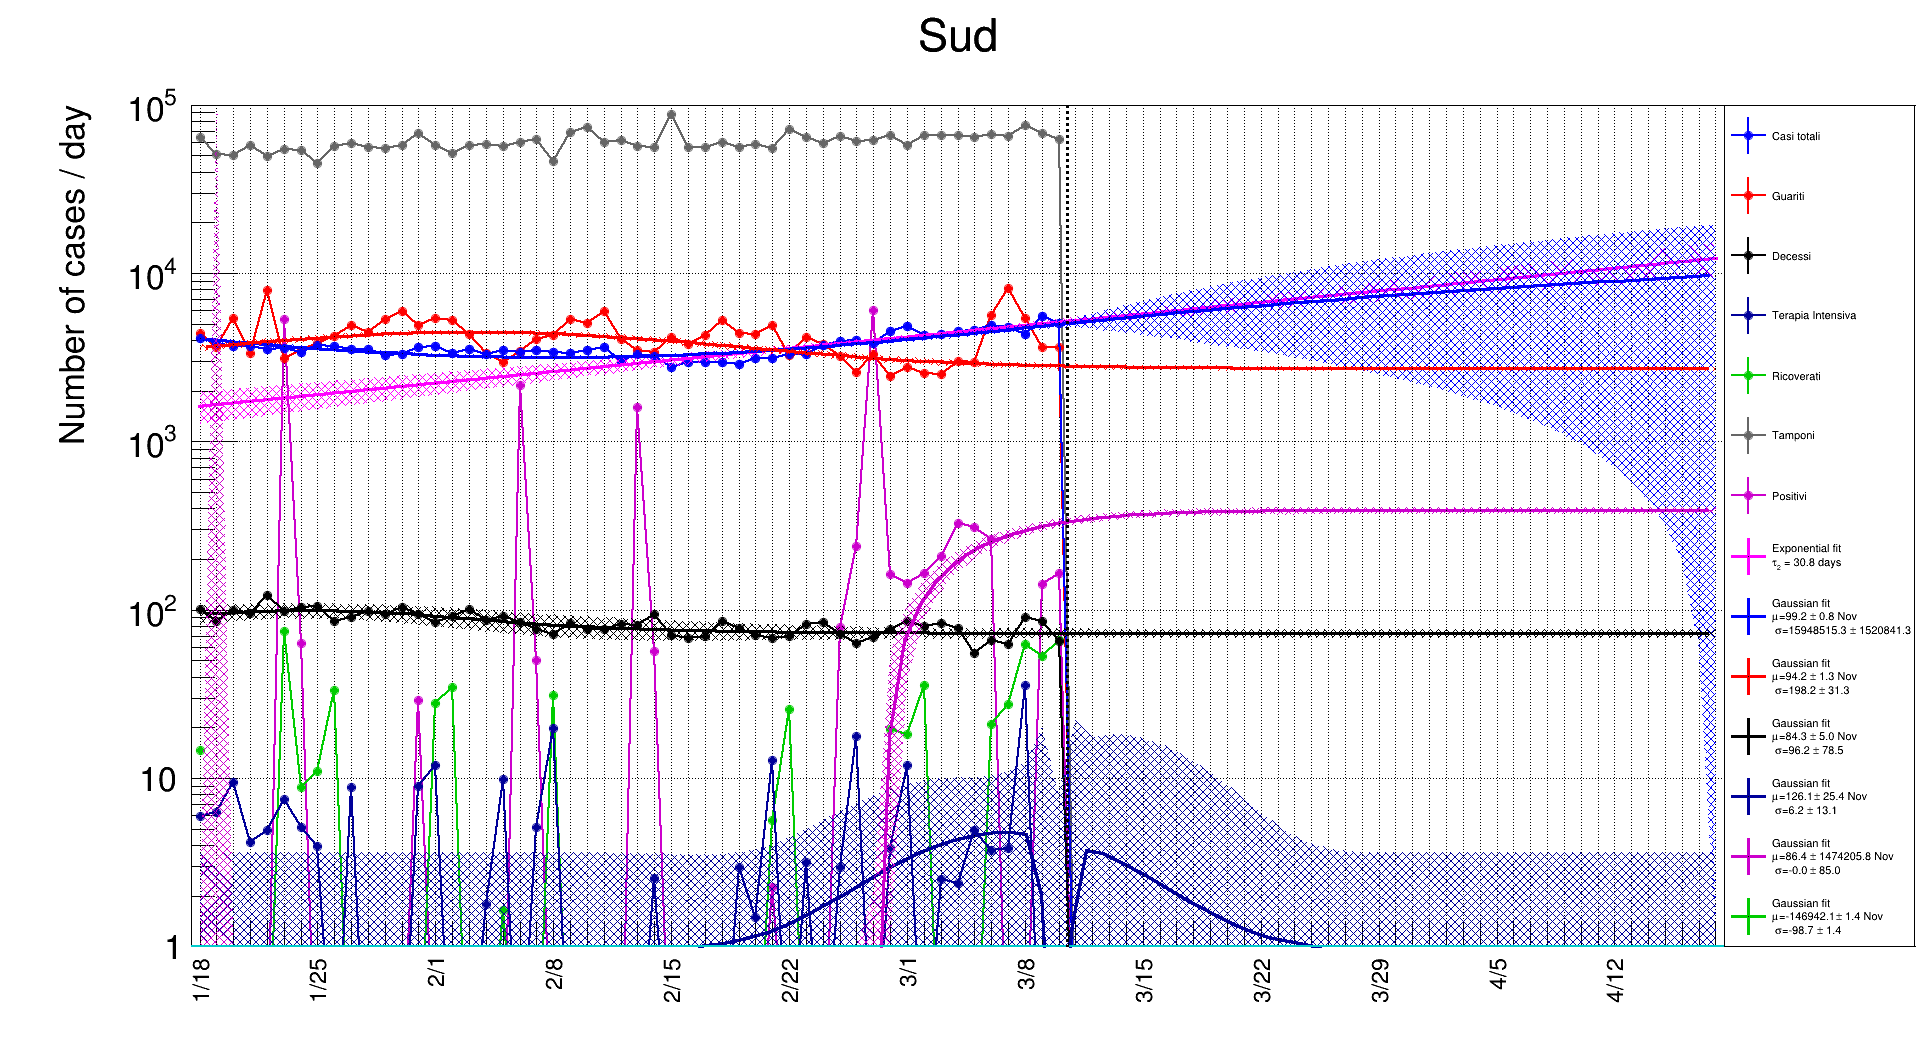 Sud
Number of cases / day
10^5
10^4
10^3
10^2
10
1
1/18
1/25
2/1
2/8
2/15
2/22
3/1
3/8
3/15
3/22
3/29
4/5
4/12
Casi totali
Guariti
Decessi
Terapia Intensiva
Ricoverati
Tamponi
Positivi
Exponential fit
τ_2 = 30.8 days
Gaussian fit
μ=99.2 ± 0.8 Nov
σ=15948515.3 ± 1520841.3
Gaussian fit
μ=94.2 ± 1.3 Nov
σ=198.2 ± 31.3
Gaussian fit
μ=84.3 ± 5.0 Nov
σ=96.2 ± 78.5
Gaussian fit
μ=126.1 ± 25.4 Nov
σ=6.2 ± 13.1
Gaussian fit
μ=86.4 ± 1474205.8 Nov
σ=-0.0 ± 85.0
Gaussian fit
μ=-146942.1 ± 1.4 Nov
σ=-98.7 ± 1.4